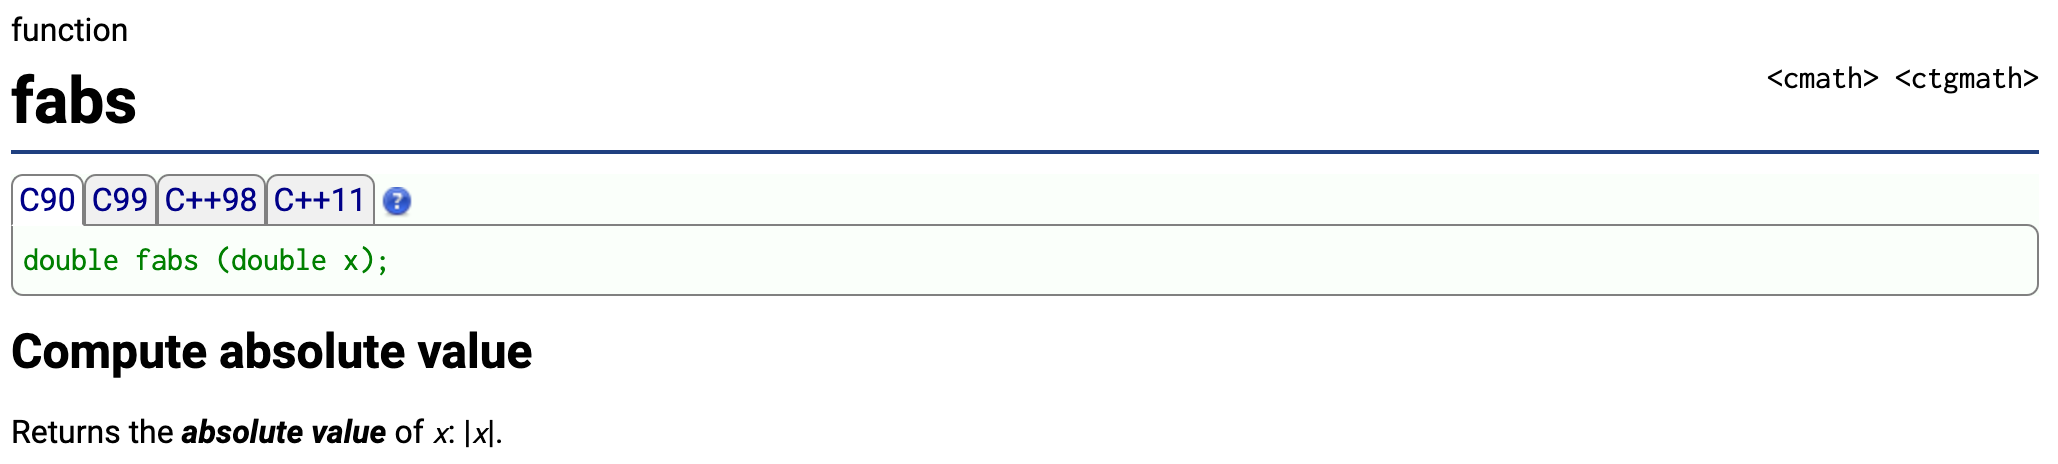 function
fabs
<cmath> <ctgmath>
C90 C99 C++98 C++11 ?
double fabs (double x);
Compute absolute value
Returns the absolute value of x: |x|.